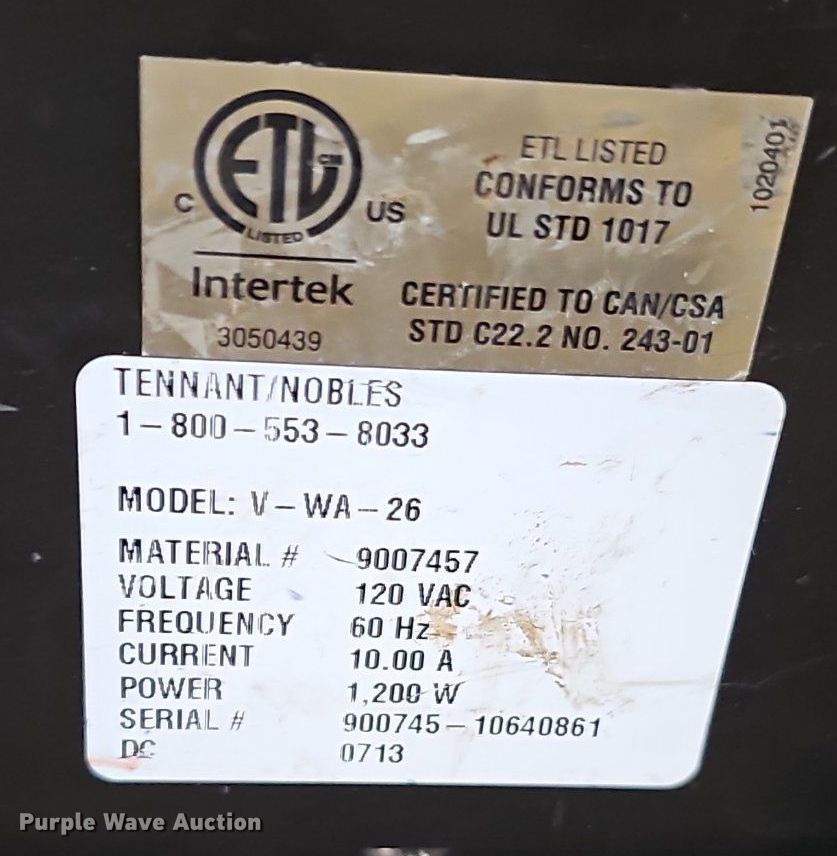 ETL CM
LISTED
C US
Intertek
3050439
ETL LISTED
CONFORMS TO
UL STD 1017
CERTIFIED TO CAN/CSA
STD C22.2 NO. 243-01
1020401
TENNANT/NOBLES
1-800-553-8033
MODEL: V-WA-26
MATERIAL # 9007457
VOLTAGE 120 VAC
FREQUENCY 60 Hz
CURRENT 10.00 A
POWER 1,200 W
SERIAL # 900745-10640861
DC 0713
Purple Wave Auction